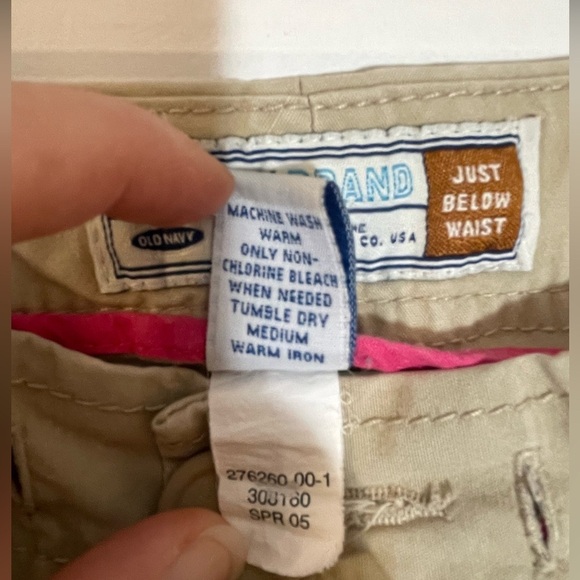 BRAND
OLD NAVY
CO. USA
JUST
BELOW
WAIST
MACHINE WASH
WARM
ONLY NON-
CHLORINE BLEACH
WHEN NEEDED
TUMBLE DRY
MEDIUM
WARM IRON
276260 00-1
308160
SPR 05